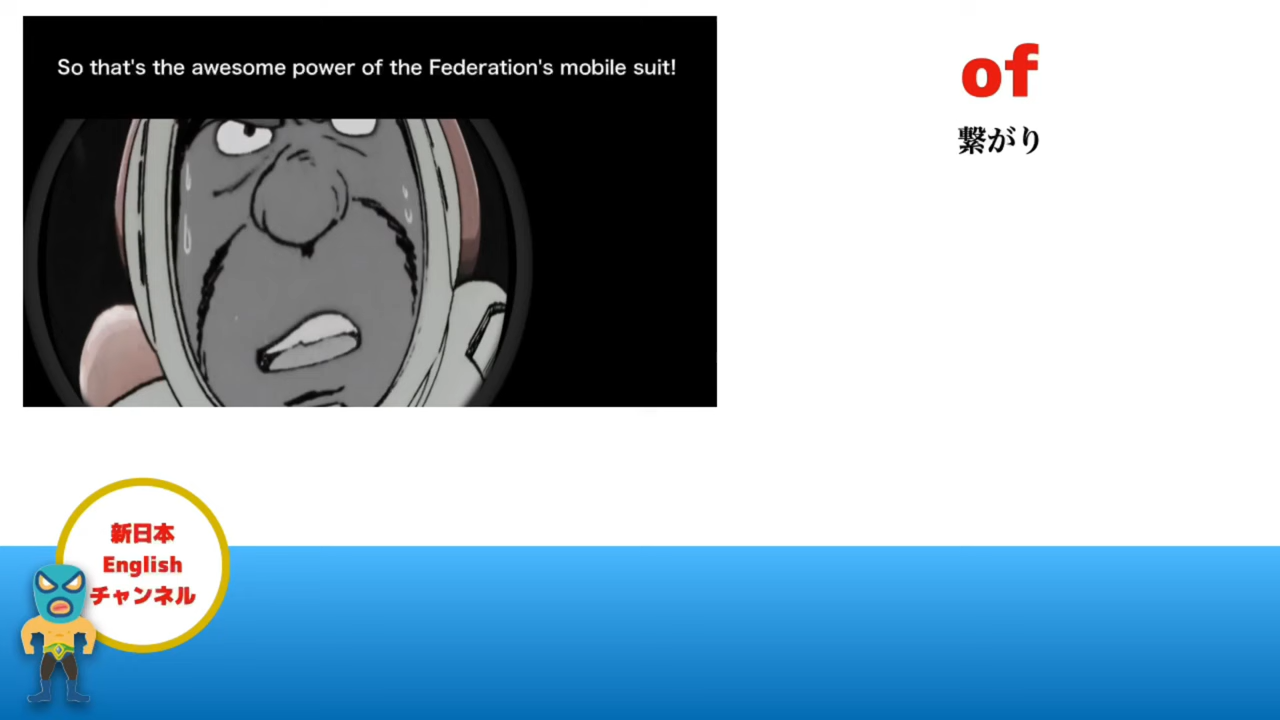 So that's the awesome power of the Federation's mobile suit!
of
繋がり
新日本
English
チャンネル